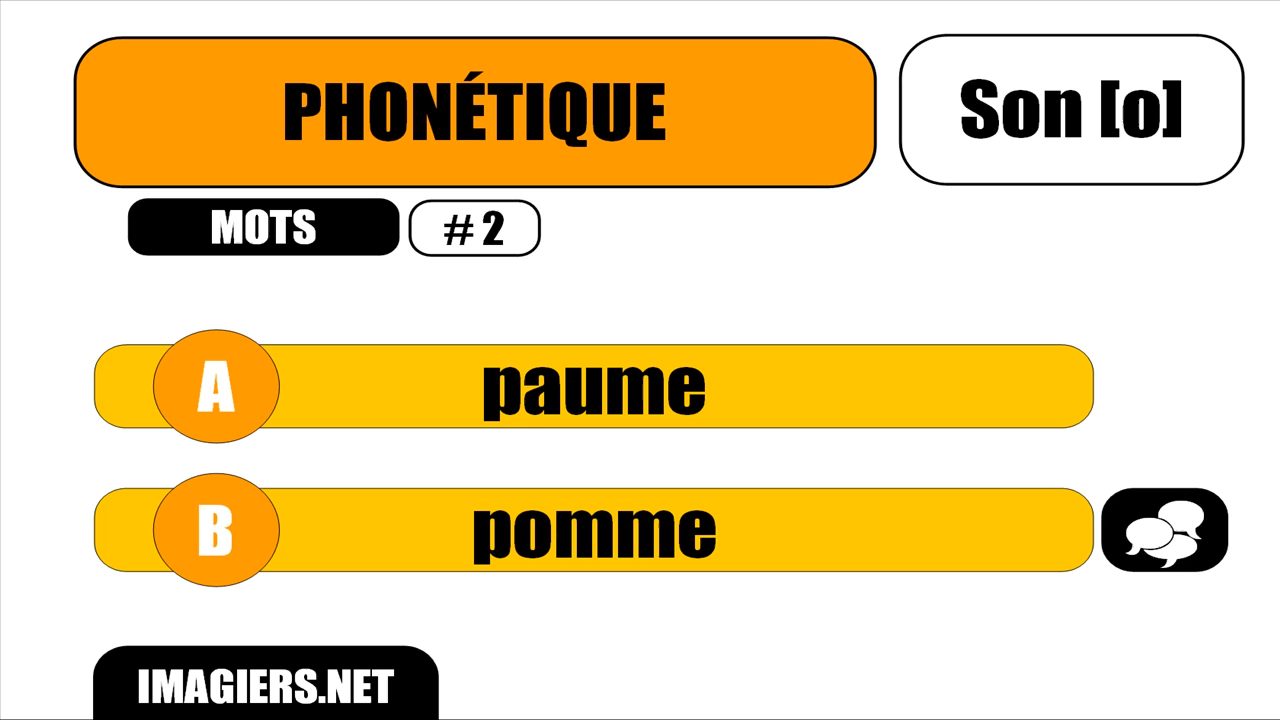 PHONÉTIQUE
Son [o]
MOTS
# 2
A
paume
B
pomme
IMAGIERS.NET